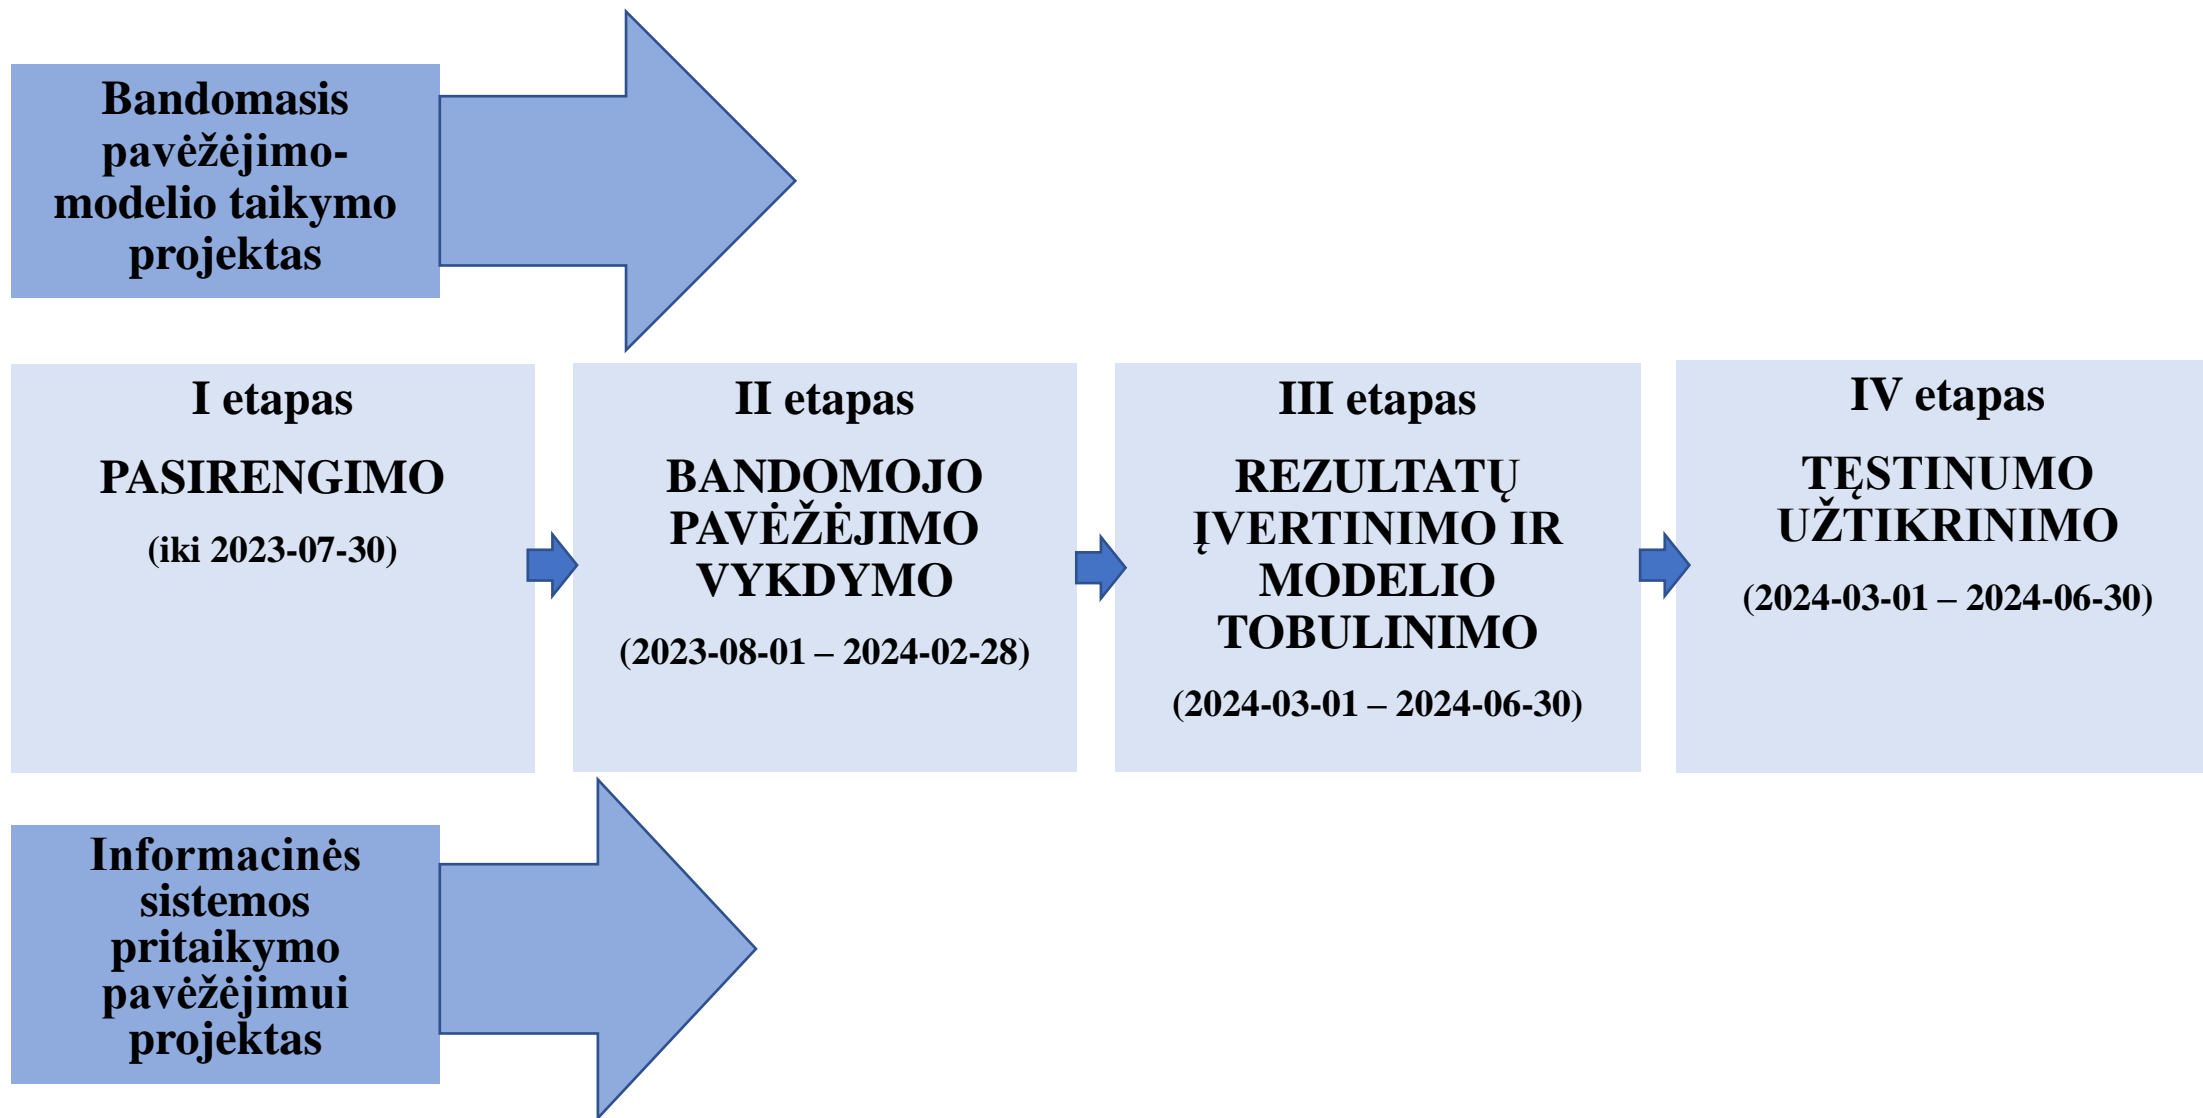 Bandomasis
pavėžėjimo-
modelio taikymo
projektas
I etapas
PASIRENGIMO
(iki 2023-07-30)
II etapas
BANDOMOJO
PAVĖŽĖJIMO
VYKDYMO
(2023-08-01 – 2024-02-28)
III etapas
REZULTATŲ
ĮVERTINIMO IR
MODELIO
TOBULINIMO
(2024-03-01 – 2024-06-30)
IV etapas
TĘSTINUMO
UŽTIKRINIMO
(2024-03-01 – 2024-06-30)
Informacinės
sistemos
pritaikymo
pavėžėjimui
projektas